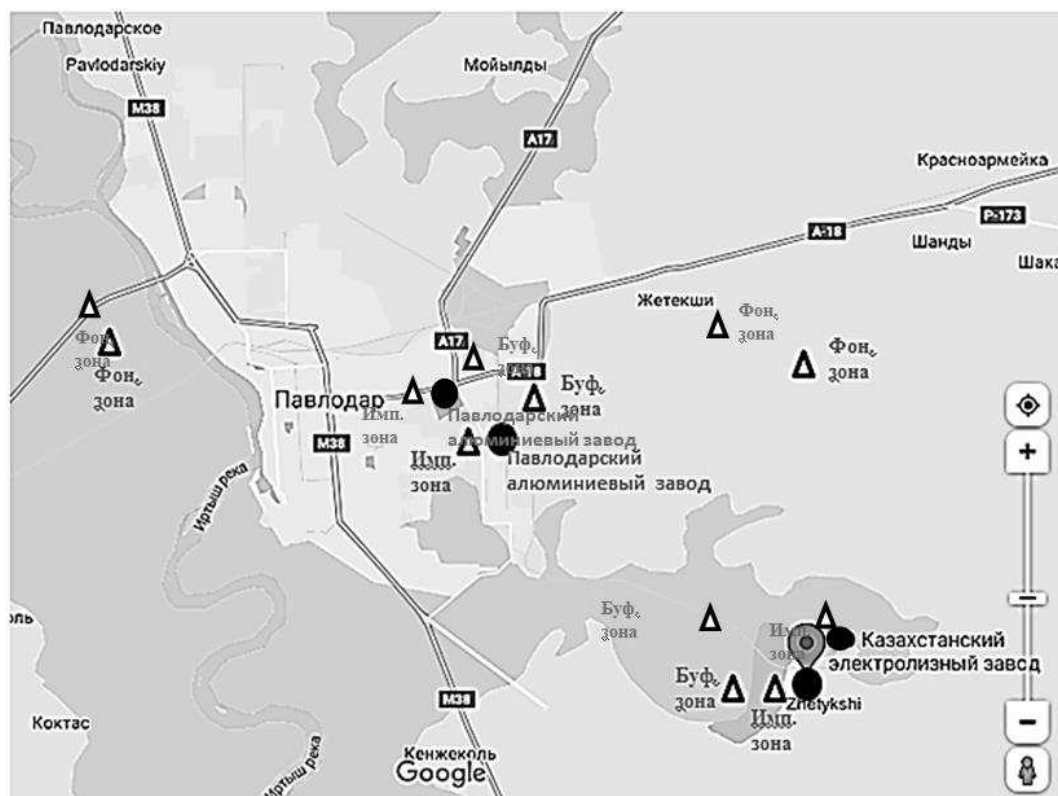 Павлодарское
Pavlodarskiy
M38
Мойылды
A17
Красноармейка
P-173
A-18
Шанды
Шака
Жетекши
Фон.
зона
Фон.
зона
Фон.
зона
Фон.
зона
A17
Буф.
зона
Буф.
зона
Павлодар
Имп.
зона
Павлодарский
алюминиевый завод
Имп.
зона
Павлодарский
алюминиевый завод
M38
Иртыш река
Буф.
зона
Имп.
зона
Казахстанский
электролизный завод
Буф.
зона
Zhetykshi
Имп.
зона
M38
Коктас
Кенжеколь
Google
Иртыш река